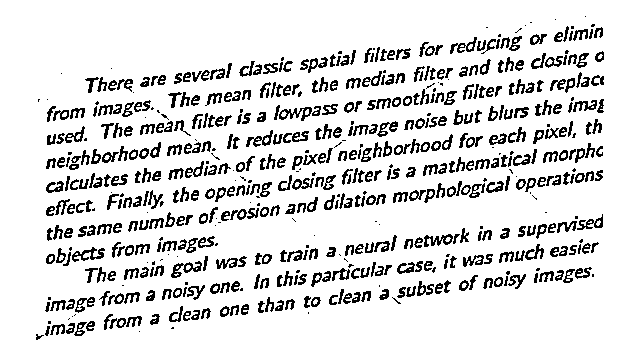 There are several classic spatial filters for reducing or elimin
from images. The mean filter, the median filter and the closing o
used. The mean filter is a lowpass or smoothing filter that replace
neighborhood mean. It reduces the image noise but blurs the imag
calculates the median of the pixel neighborhood for each pixel, th
effect. Finally, the opening closing filter is a mathematical morpho
the same number of erosion and dilation morphological operations
objects from images.
The main goal was to train a neural network in a supervised
image from a noisy one. In this particular case, it was much easier
image from a clean one than to clean a subset of noisy images.